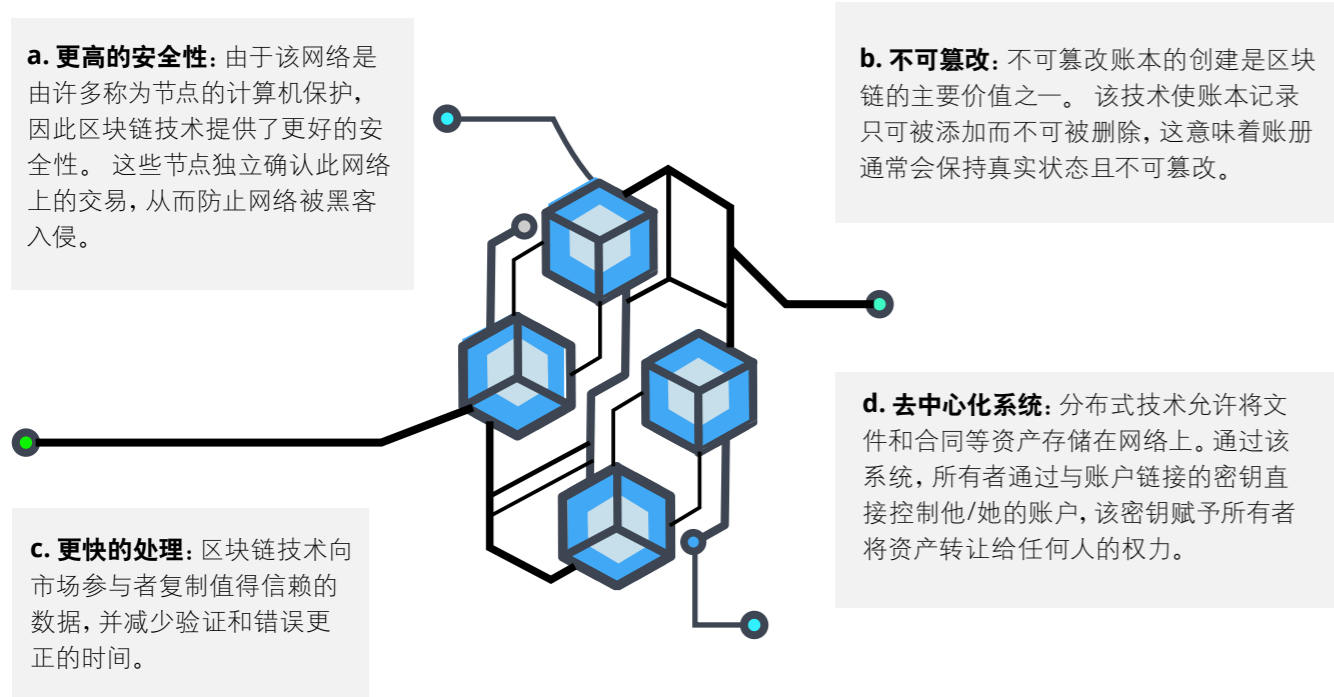 a. 更高的安全性: 由于该网络是
由许多称为节点的计算机保护,
因此区块链技术提供了更好的安
全性。 这些节点独立确认此网络
上的交易, 从而防止网络被黑客
入侵。
b. 不可篡改: 不可篡改账本的创建是区块
链的主要价值之一。 该技术使账本记录
只可被添加而不可被删除, 这意味着账册
通常会保持真实状态且不可篡改。
c. 更快的处理: 区块链技术向
市场参与者复制值得信赖的
数据, 并减少验证和错误更
正的时间。
d. 去中心化系统: 分布式技术允许将文
件和合同等资产存储在网络上。通过该
系统, 所有者通过与账户链接的密钥直
接控制他/她的账户, 该密钥赋予所有者
将资产转让给任何人的权力。